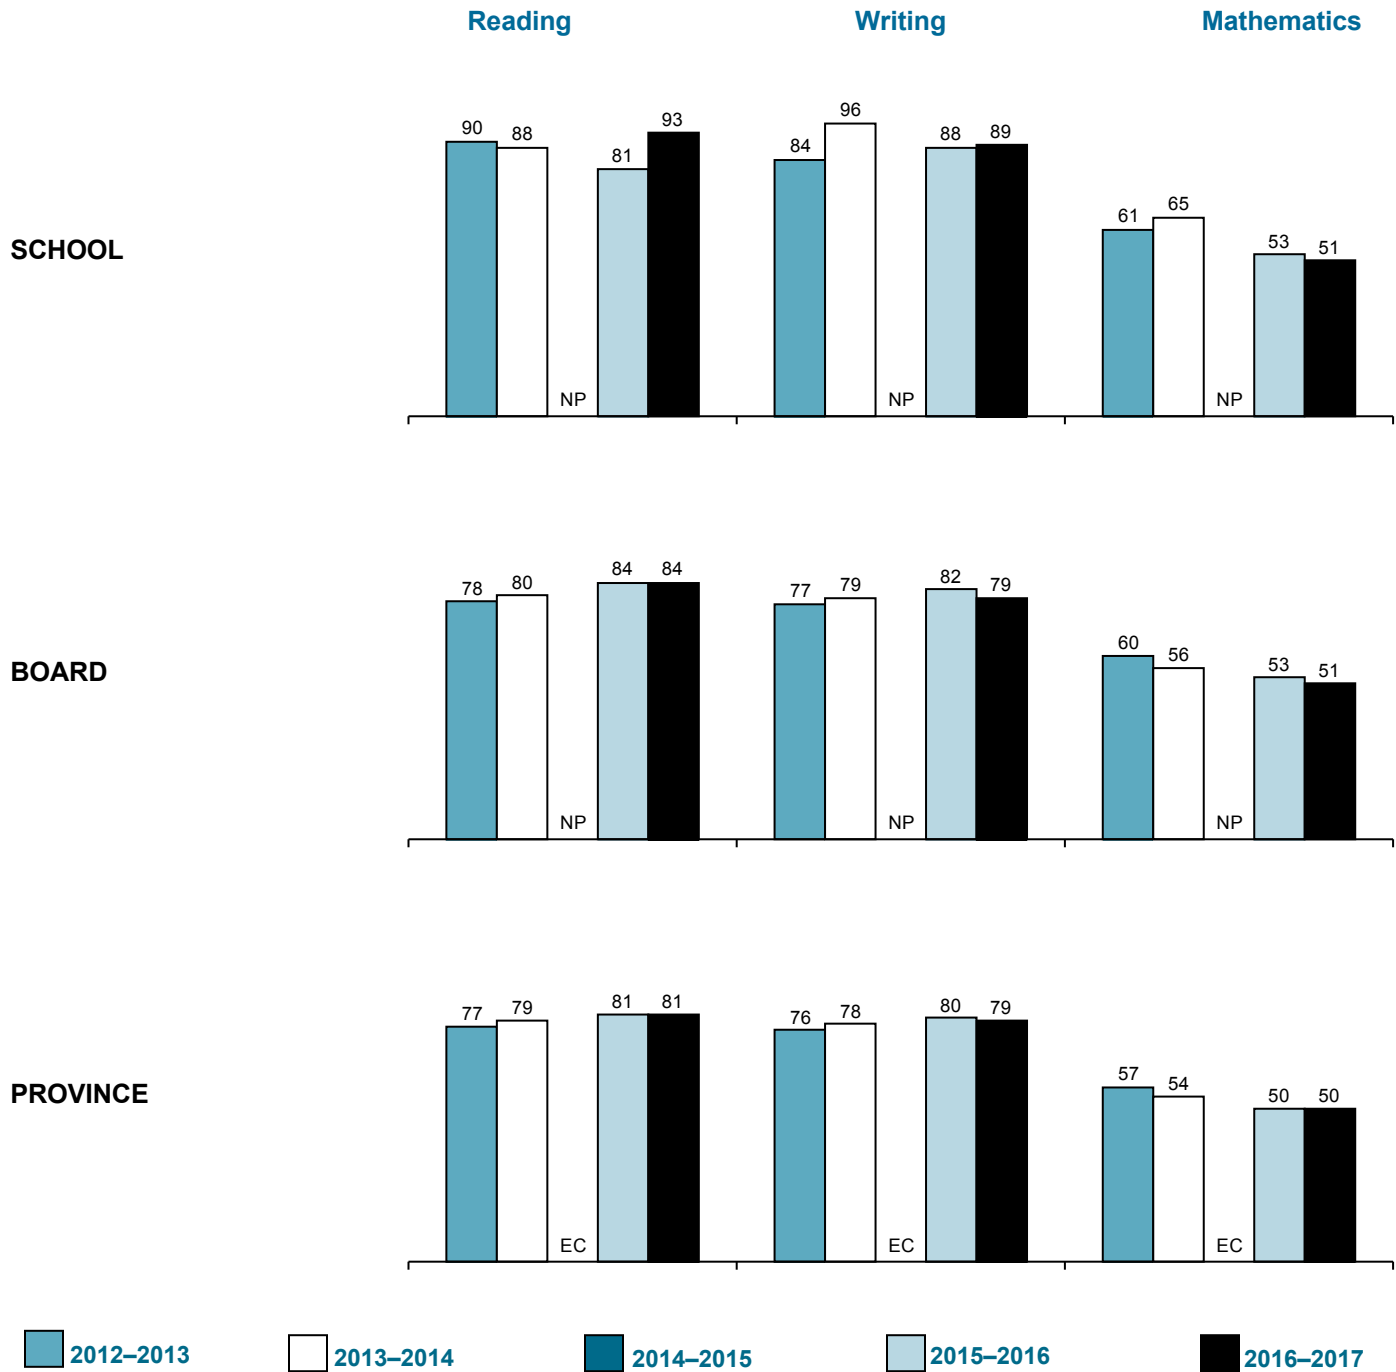 Reading Writing Mathematics
SCHOOL
90 88 NP 81 93 84 96 NP 88 89 61 65 NP 53 51
BOARD
78 80 NP 84 84 77 79 NP 82 79 60 56 NP 53 51
PROVINCE
77 79 EC 81 81 76 78 EC 80 79 57 54 EC 50 50
2012–2013 2013–2014 2014–2015 2015–2016 2016–2017